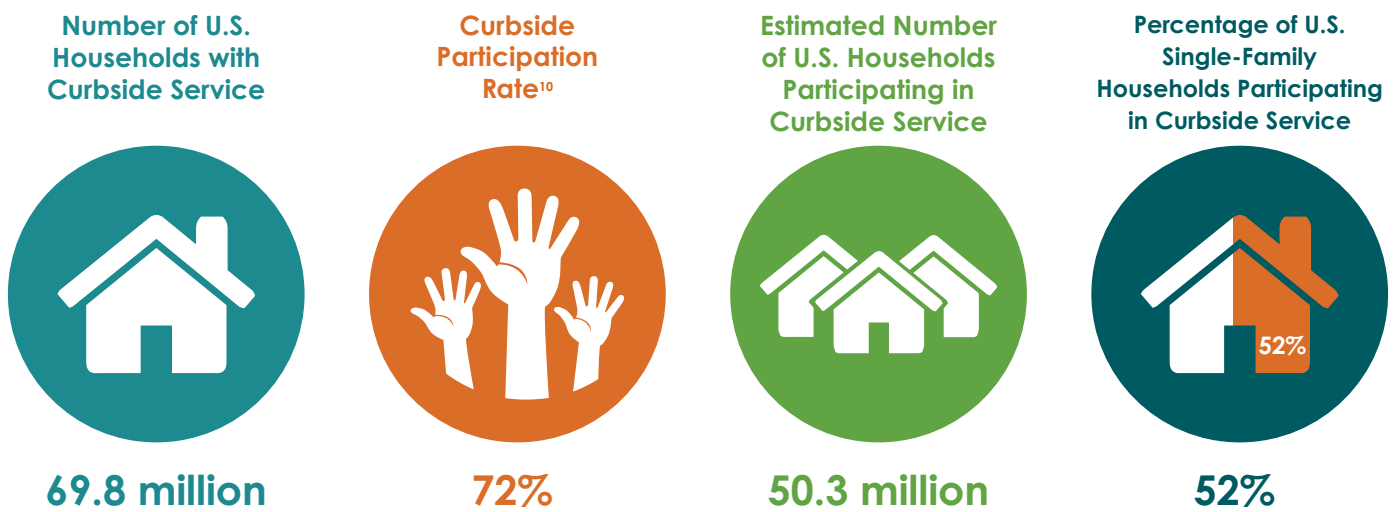 Number of U.S.
Households with
Curbside Service
69.8 million
Curbside
Participation
Rate¹⁰
72%
Estimated Number
of U.S. Households
Participating in
Curbside Service
50.3 million
Percentage of U.S.
Single-Family
Households Participating
in Curbside Service
52%
52%